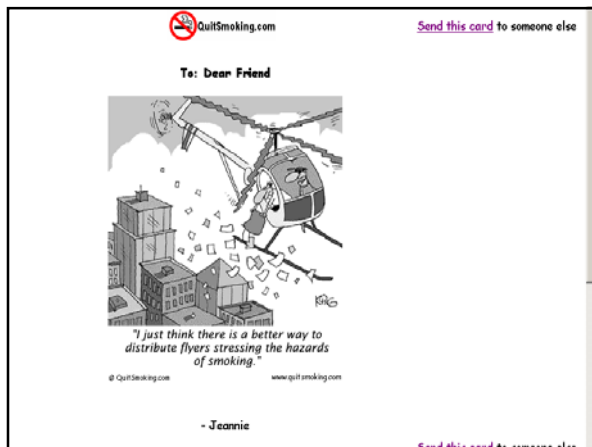 QuitSmoking.com
Send this card to someone else
To: Dear Friend
KING
"I just think there is a better way to
distribute flyers stressing the hazards
of smoking."
@ QuitSmoking.com www.quitsmoking.com
- Jeannie
Send this card to someone else